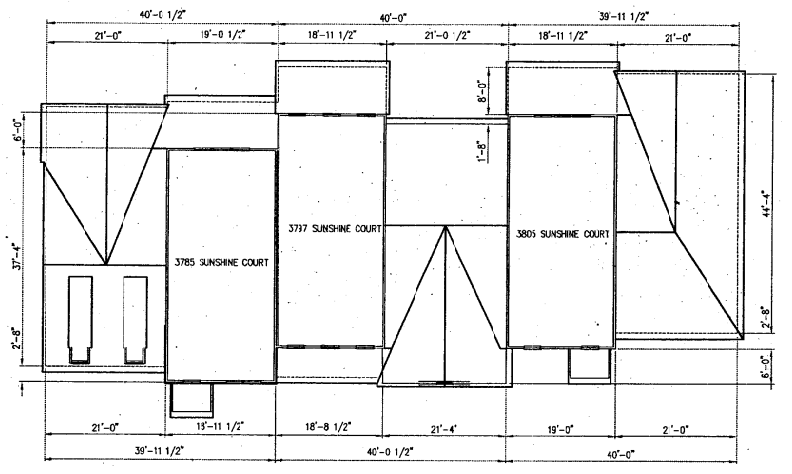 40'-0 1/2" 40'-0" 39'-11 1/2"
21'-0" 19'-0 1/2" 18'-11 1/2" 21'-0 1/2" 18'-11 1/2" 21'-0"
8'-0"
6'-0"
1'-8"
44'-4"
3797 SUNSHINE COURT
3805 SUNSHINE COURT
3785 SUNSHINE COURT
37'-4"
2'-8"
2'-8"
6'-0"
21'-0" 18'-11 1/2" 18'-8 1/2" 21'-4" 19'-0" 21'-0"
39'-11 1/2" 40'-0 1/2" 40'-0"